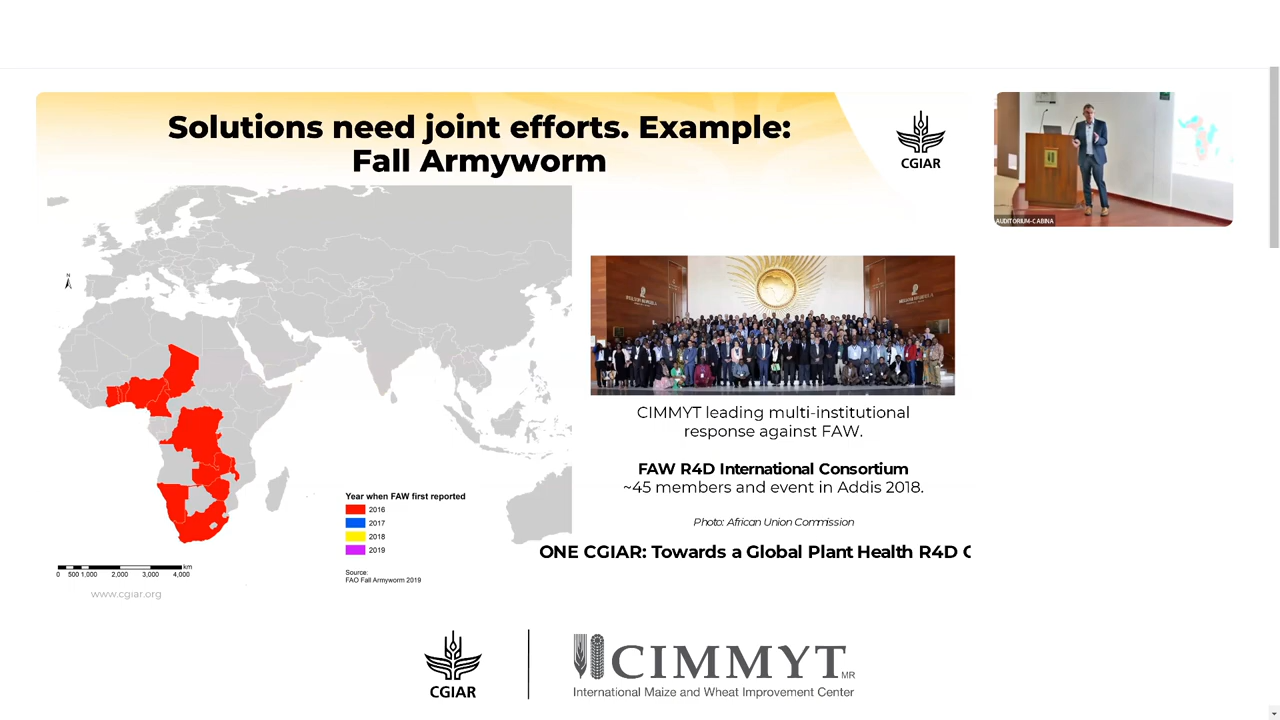 Solutions need joint efforts. Example:
Fall Armyworm
CGIAR
AUDITORIUM-CABINA
N
CIMMYT leading multi-institutional
response against FAW.
FAW R4D International Consortium
~45 members and event in Addis 2018.
Photo: African Union Commission
ONE CGIAR: Towards a Global Plant Health R4D C
Year when FAW first reported
2016
2017
2018
2019
Source:
FAO Fall Armyworm 2019
km
0 500 1,000 2,000 3,000 4,000
www.cgiar.org
CGIAR
CIMMYT MR
International Maize and Wheat Improvement Center